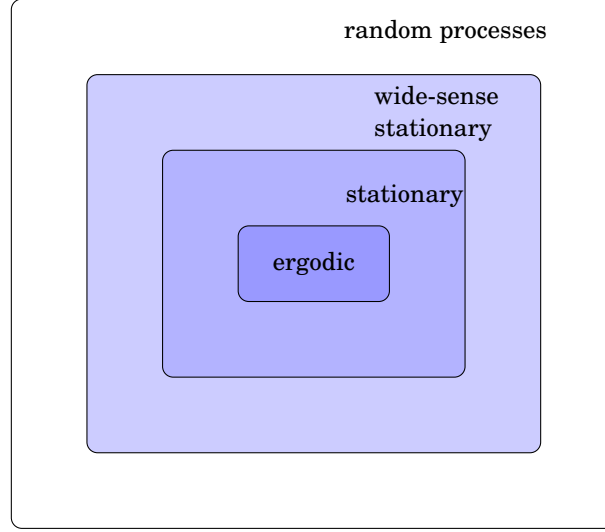 random processes
wide-sense
stationary
stationary
ergodic